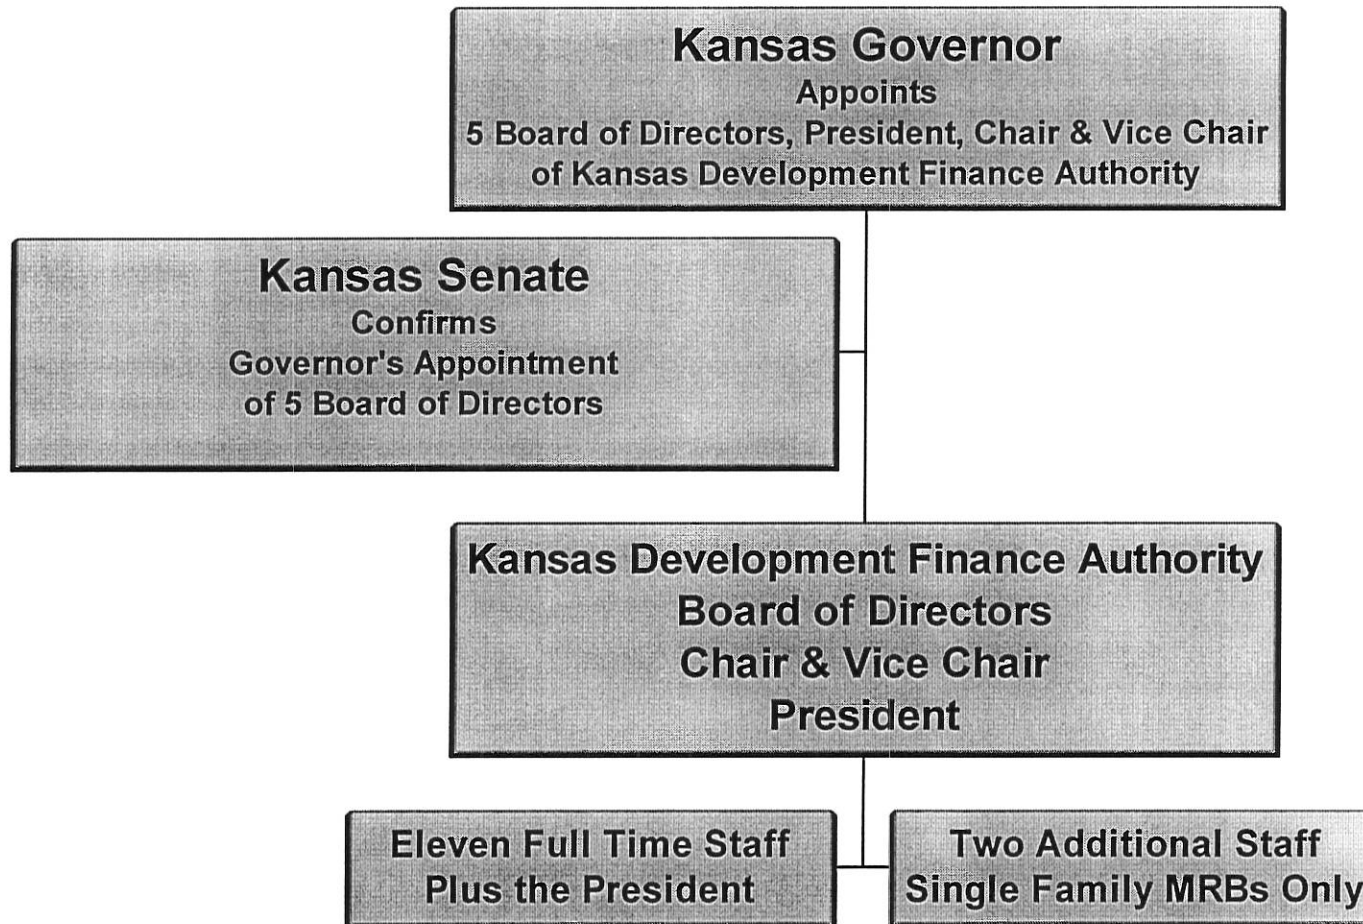 Kansas Governor
Appoints
5 Board of Directors, President, Chair & Vice Chair
of Kansas Development Finance Authority
Kansas Senate
Confirms
Governor's Appointment
of 5 Board of Directors
Kansas Development Finance Authority
Board of Directors
Chair & Vice Chair
President
Eleven Full Time Staff
Plus the President
Two Additional Staff
Single Family MRBs Only